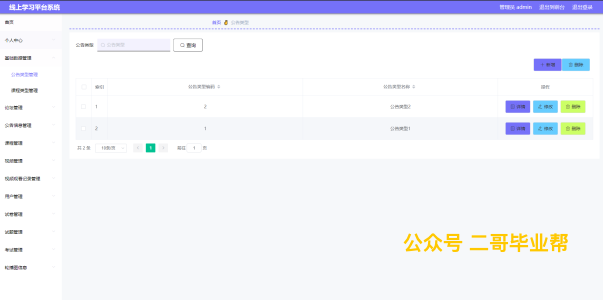 线上学习平台系统
管理员 admin 退出到前台 退出登录
首页
首页 公告类型
个人中心
公告类型 公告类型 查询
基础数据管理
新增 删除
公告类型管理
课程类型管理
索引 公告类型编码 公告类型名称 操作
论坛管理
1 2 公告类型2 详情 修改 删除
公告信息管理
2 1 公告类型1 详情 修改 删除
课程管理
共 2 条 10条/页 1 前往 1 页
视频管理
视频观看记录管理
用户管理
试卷管理
公众号 二哥毕业帮
试题管理
考试管理
轮播图信息